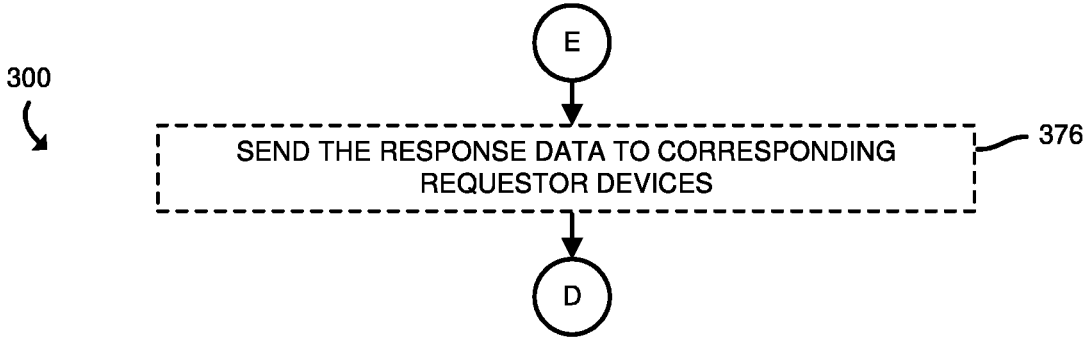 E
300
SEND THE RESPONSE DATA TO CORRESPONDING
REQUESTOR DEVICES
376
D